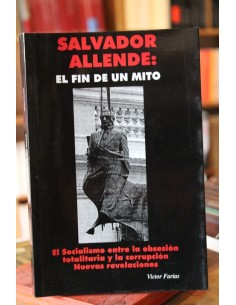 SALVADOR
ALLENDE:
EL FIN DE UN MITO
El Socialismo entre la obsesión
totalitaria y la corrupción
Nuevas revelaciones
Víctor Farías